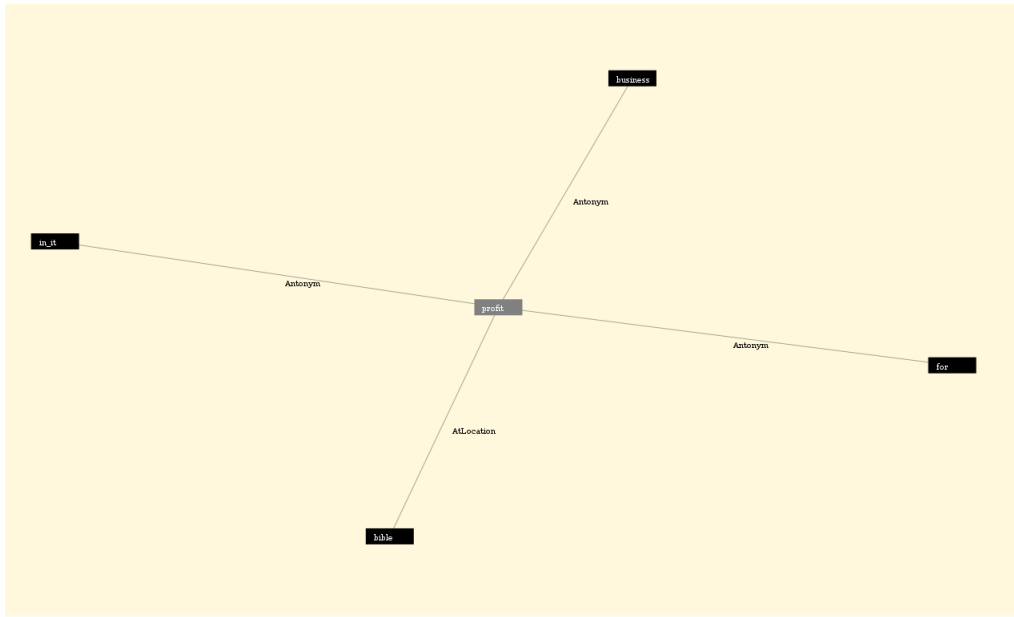 business
Antonym
in_it
Antonym
profit
Antonym
for
AtLocation
bible